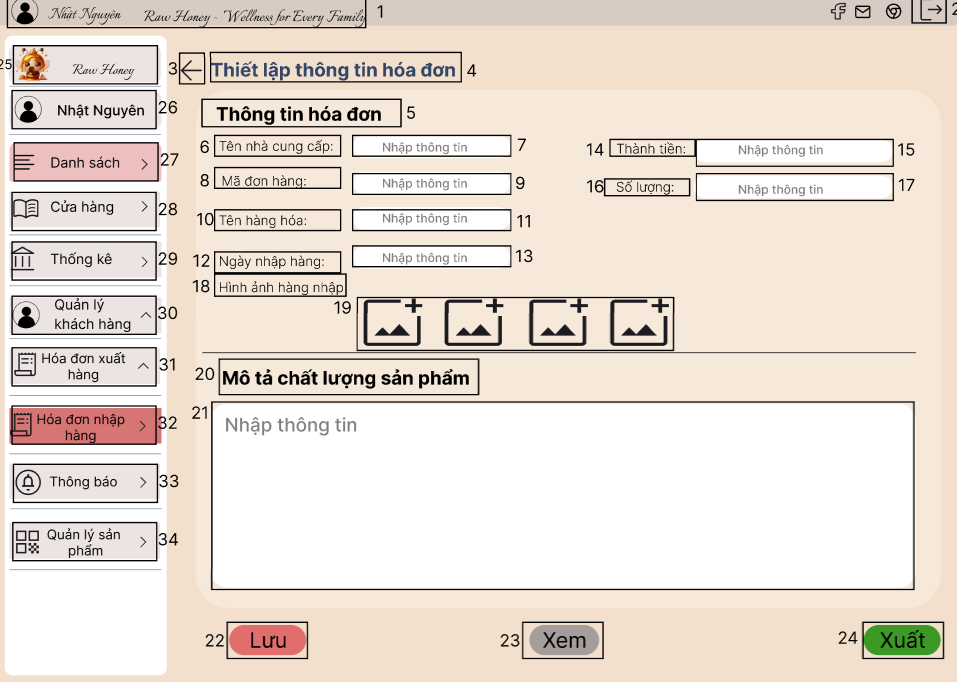 Nhật Nguyên
Raw Honey - Wellness for Every Family
1
2
25
Raw Honey
3
Thiết lập thông tin hóa đơn
4
Nhật Nguyên
26
Danh sách
27
Cửa hàng
28
Thống kê
29
Quản lý
khách hàng
30
Hóa đơn xuất
hàng
31
Hóa đơn nhập
hàng
32
Thông báo
33
Quản lý sản
phẩm
34
Thông tin hóa đơn
5
6
Tên nhà cung cấp:
Nhập thông tin
7
8
Mã đơn hàng:
Nhập thông tin
9
10
Tên hàng hóa:
Nhập thông tin
11
12
Ngày nhập hàng:
Nhập thông tin
13
14
Thành tiền:
Nhập thông tin
15
16
Số lượng:
Nhập thông tin
17
18
Hình ảnh hàng nhập
19
20
Mô tả chất lượng sản phẩm
21
Nhập thông tin
22
Lưu
23
Xem
24
Xuất